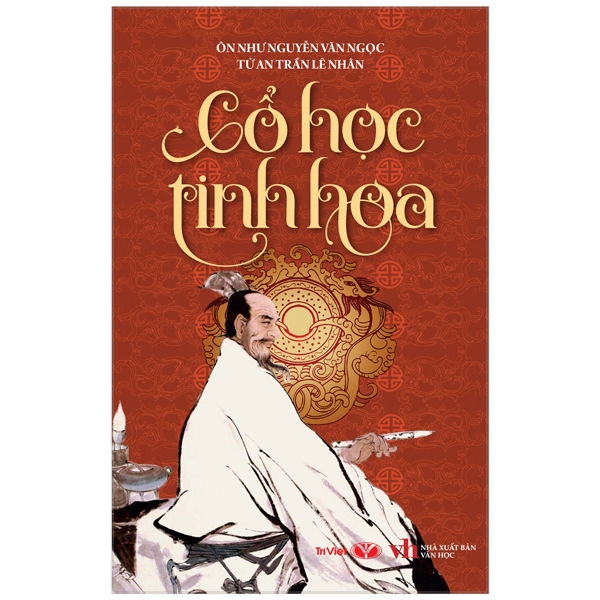 ÔN NHƯ NGUYỄN VĂN NGỌC
TỬ AN TRẦN LÊ NHÂN
Cổ học
tinh hoa
Trí Việt
vh NHÀ XUẤT BẢN
VĂN HỌC